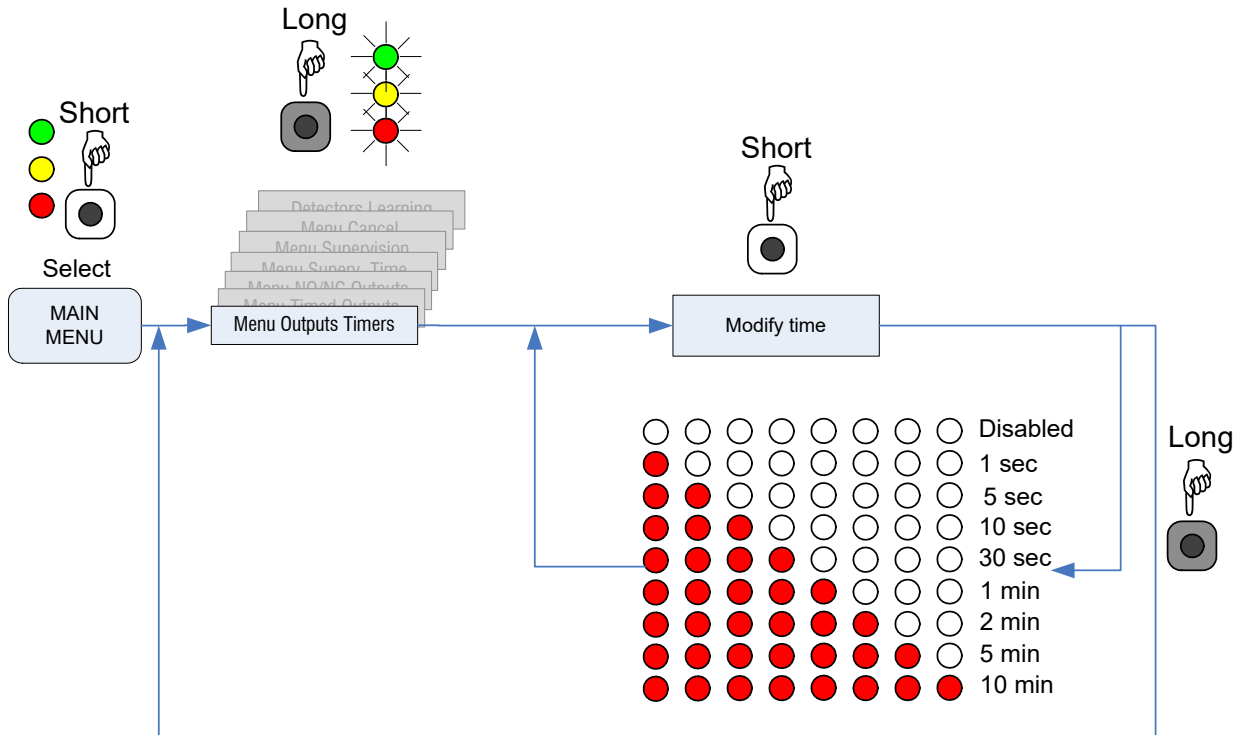 Long
Short
Short
Select
MAIN
MENU
Detectors Learning
Menu Cancel
Menu Supervision
Menu Superv. Time
Menu NO/NC Outputs
Menu Timed Outputs
Menu Outputs Timers
Modify time
Disabled
1 sec
5 sec
10 sec
30 sec
1 min
2 min
5 min
10 min
Long